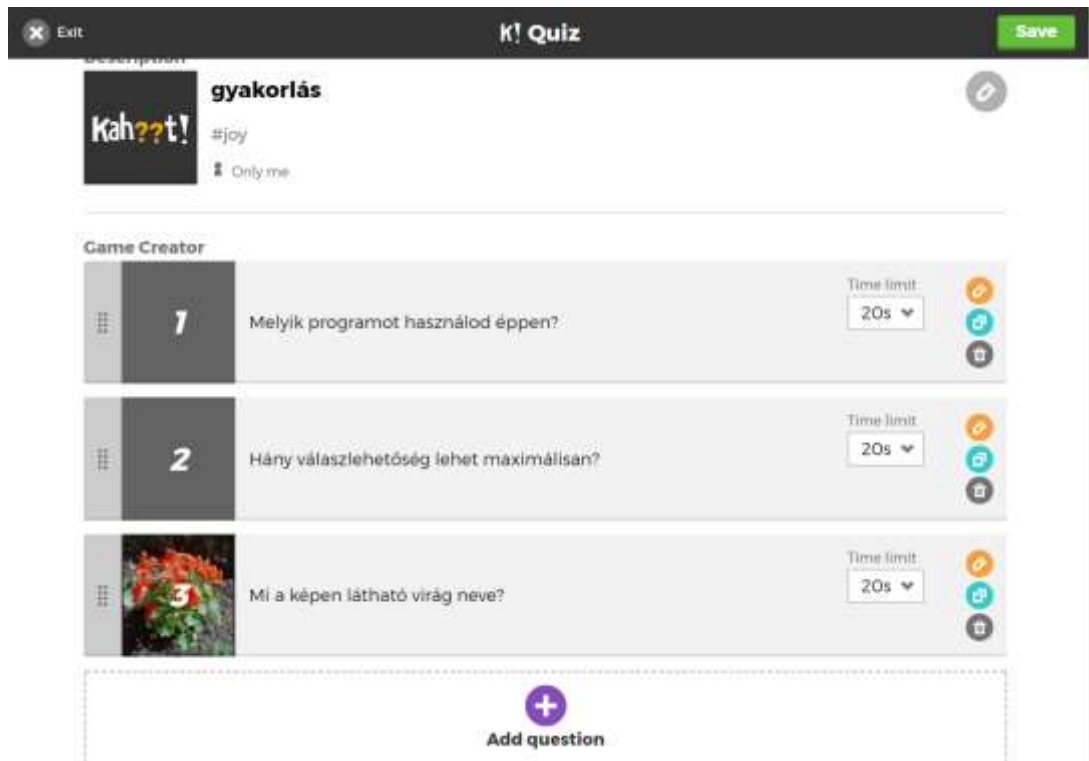 Exit
K! Quiz
Save
Description
gyakorlás
Kah??t!
#joy
Only me
Game Creator
1
Melyik programot használod éppen?
Time limit
20s
2
Hány válaszlehetőség lehet maximálisan?
Time limit
20s
3
Mi a képen látható virág neve?
Time limit
20s
Add question